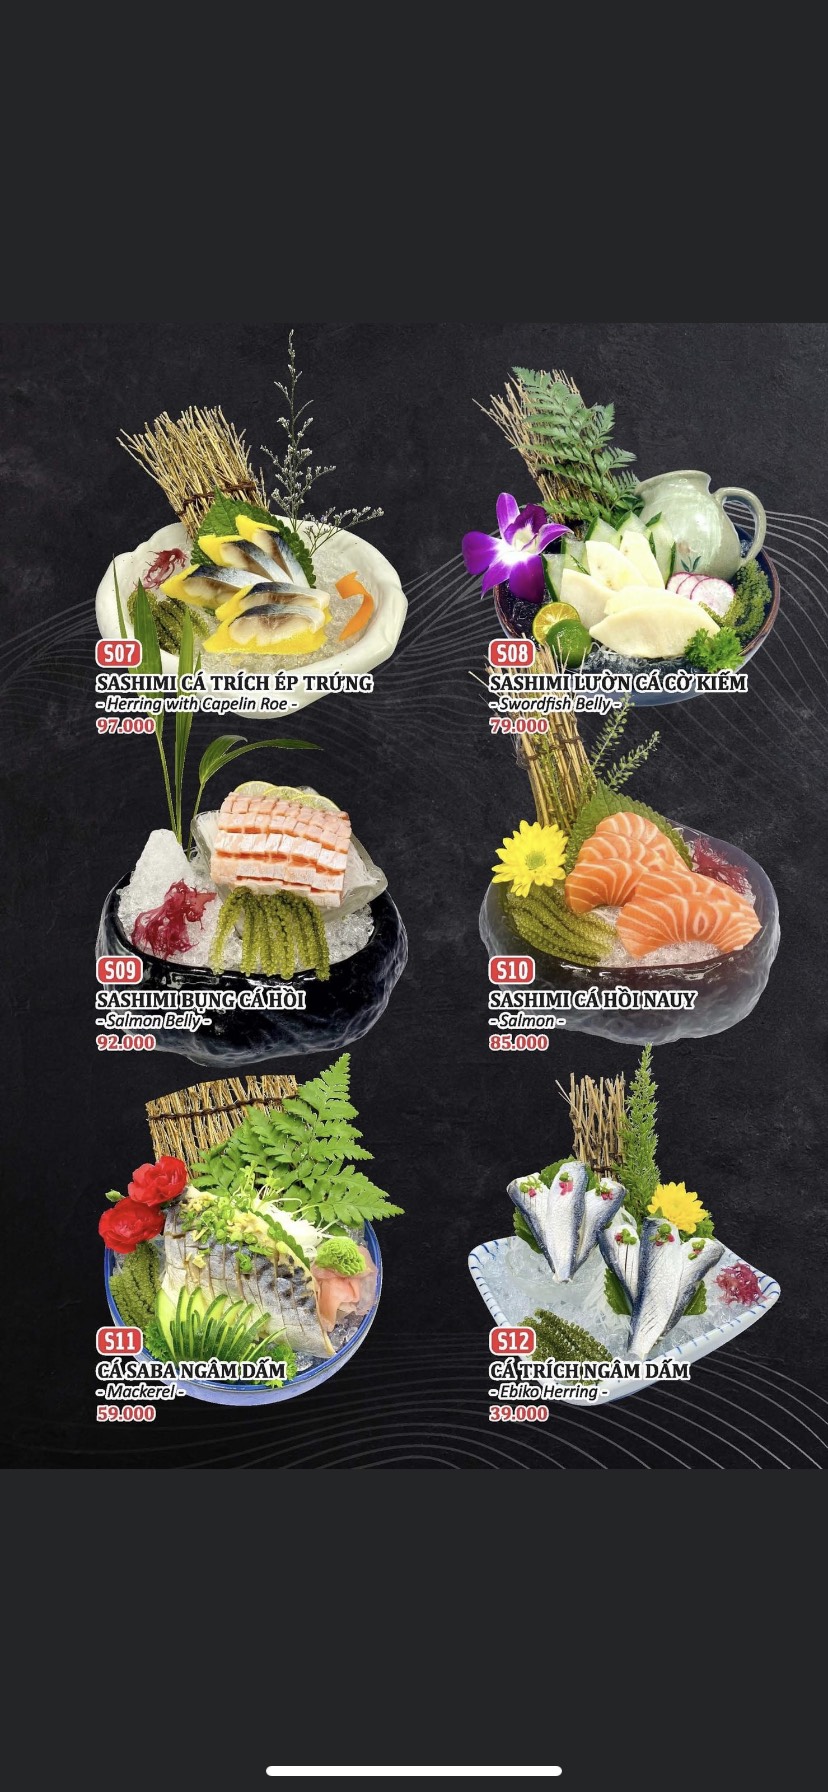 S07
SASHIMI CÁ TRÍCH ÉP TRỨNG
- Herring with Capelin Roe -
97.000
S08
SASHIMI LƯỜN CÁ CỜ KIẾM
- Swordfish Belly -
79.000
S09
SASHIMI BỤNG CÁ HỒI
- Salmon Belly -
92.000
S10
SASHIMI CÁ HỒI NAUY
- Salmon -
85.000
S11
CÁ SABA NGÂM DẤM
- Mackerel -
59.000
S12
CÁ TRÍCH NGÂM DẤM
- Ebiko Herring -
39.000